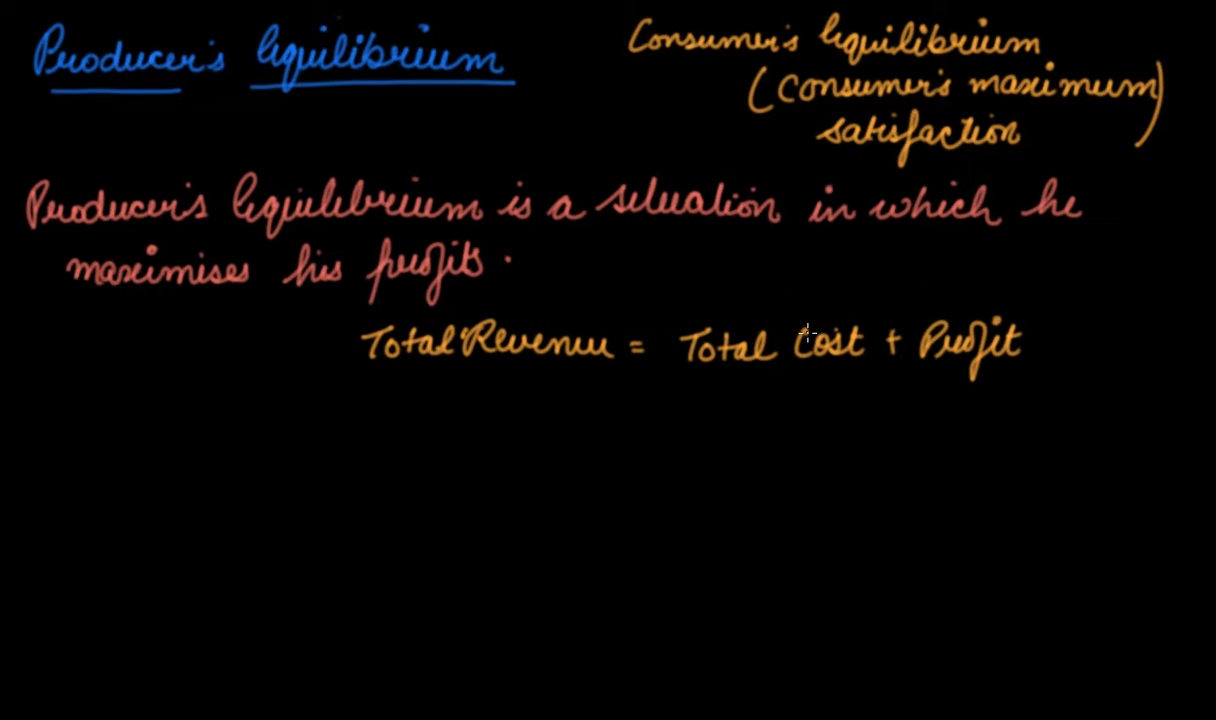 Producer's Equilibrium
Consumer's Equilibrium
(Consumer's maximum
satisfaction)
Producer's Equilibrium is a situation in which he
maximises his profits.
Total Revenue = Total Cost + Profit